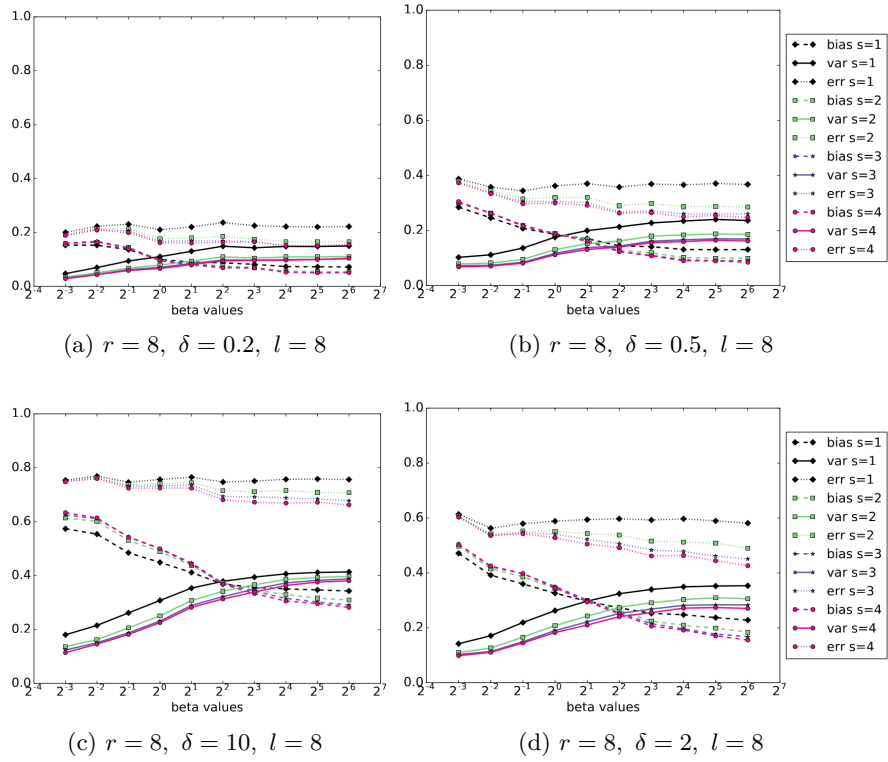 1.0
0.8
0.6
0.4
0.2
0.0
2^-4 2^-3 2^-2 2^-1 2^0 2^1 2^2 2^3 2^4 2^5 2^6 2^7
beta values
(a) r = 8, δ = 0.2, l = 8
1.0
0.8
0.6
0.4
0.2
0.0
2^-4 2^-3 2^-2 2^-1 2^0 2^1 2^2 2^3 2^4 2^5 2^6 2^7
beta values
(b) r = 8, δ = 0.5, l = 8
bias s=1
var s=1
err s=1
bias s=2
var s=2
err s=2
bias s=3
var s=3
err s=3
bias s=4
var s=4
err s=4
1.0
0.8
0.6
0.4
0.2
0.0
2^-4 2^-3 2^-2 2^-1 2^0 2^1 2^2 2^3 2^4 2^5 2^6 2^7
beta values
(c) r = 8, δ = 10, l = 8
1.0
0.8
0.6
0.4
0.2
0.0
2^-4 2^-3 2^-2 2^-1 2^0 2^1 2^2 2^3 2^4 2^5 2^6 2^7
beta values
(d) r = 8, δ = 2, l = 8
bias s=1
var s=1
err s=1
bias s=2
var s=2
err s=2
bias s=3
var s=3
err s=3
bias s=4
var s=4
err s=4